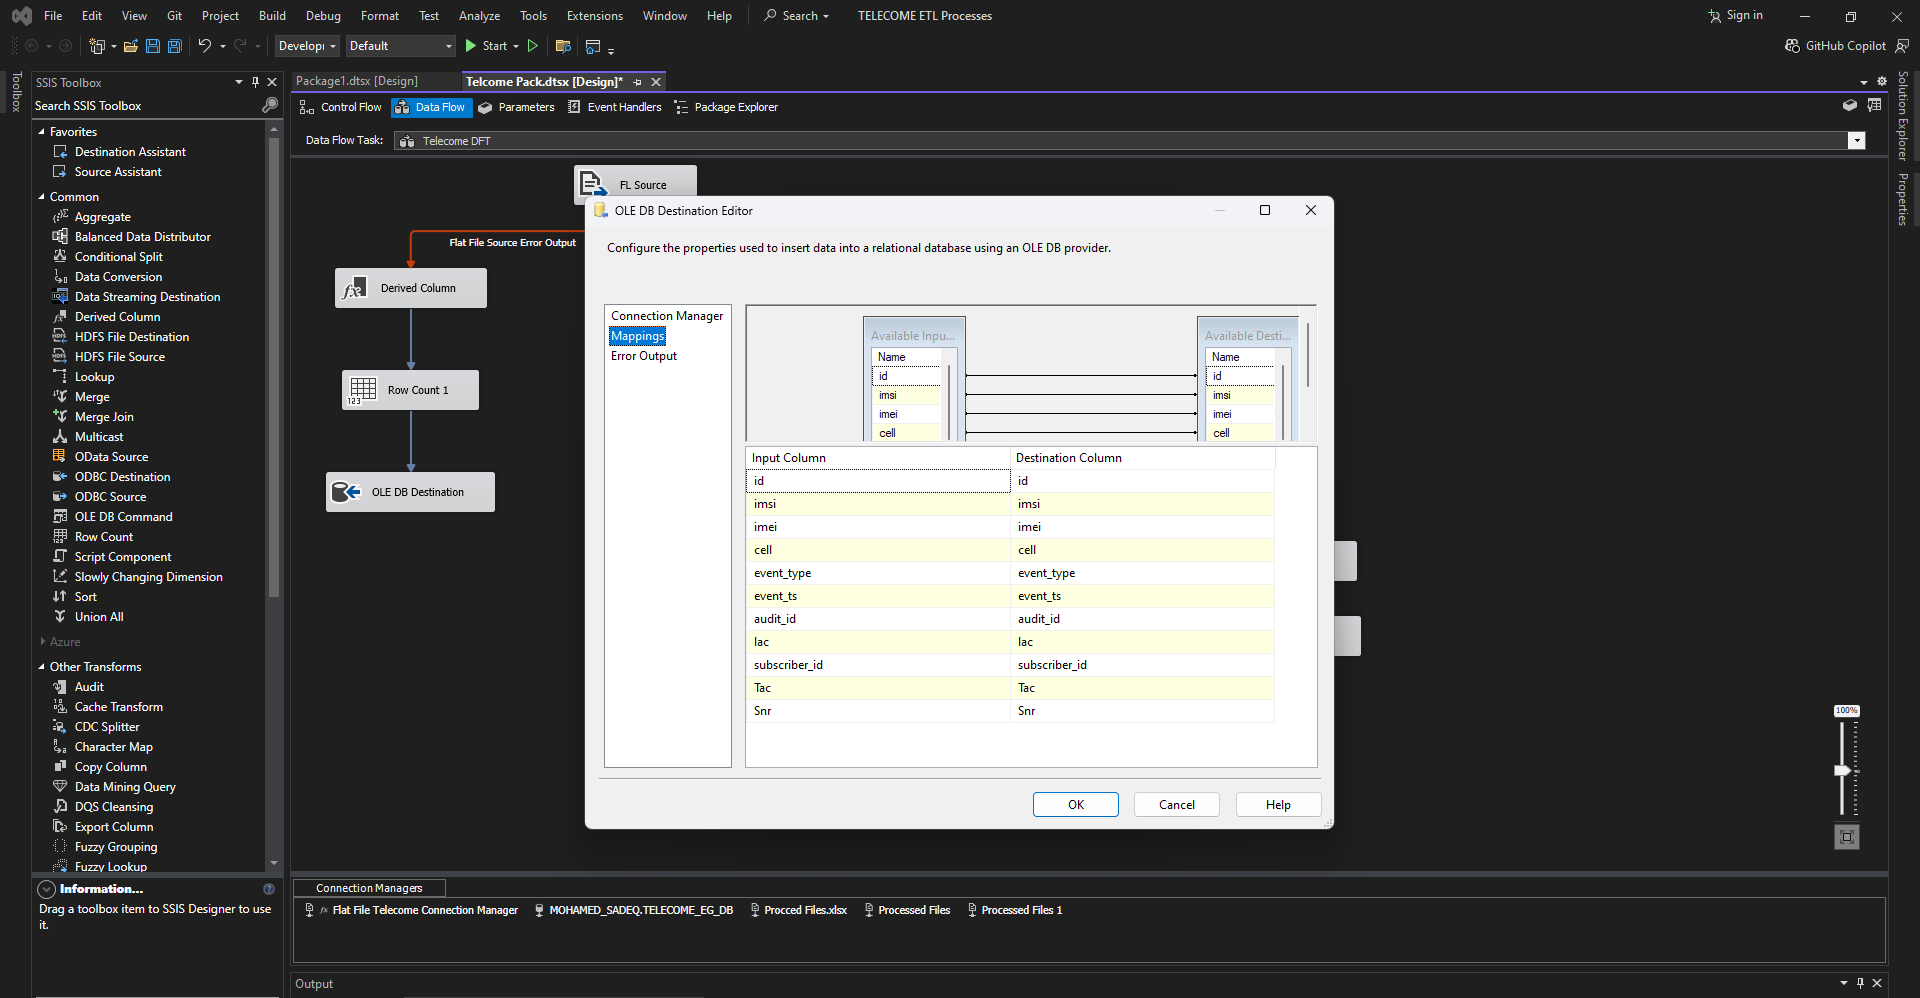 File Edit View Git Project Build Debug Format Test Analyze Tools Extensions Window Help Search TELECOME ETL Processes Sign in
Developı Default Start GitHub Copilot
Toolbox
SSIS Toolbox
Search SSIS Toolbox
Favorites
Destination Assistant
Source Assistant
Common
Aggregate
Balanced Data Distributor
Conditional Split
Data Conversion
Data Streaming Destination
Derived Column
HDFS File Destination
HDFS File Source
Lookup
Merge
Merge Join
Multicast
OData Source
ODBC Destination
ODBC Source
OLE DB Command
Row Count
Script Component
Slowly Changing Dimension
Sort
Union All
Azure
Other Transforms
Audit
Cache Transform
CDC Splitter
Character Map
Copy Column
Data Mining Query
DQS Cleansing
Export Column
Fuzzy Grouping
Fuzzy Lookup
Information...
Drag a toolbox item to SSIS Designer to use
it.
Package1.dtsx [Design] Telcome Pack.dtsx [Design]*
Control Flow Data Flow Parameters Event Handlers Package Explorer
Data Flow Task: Telecome DFT
FL Source
Flat File Source Error Output
Derived Column
Row Count 1
123
OLE DB Destination
OLE DB Destination Editor
Configure the properties used to insert data into a relational database using an OLE DB provider.
Connection Manager
Mappings
Error Output
Available Inpu... Available Desti...
Name Name
id id
imsi imsi
imei imei
cell cell
Input Column Destination Column
id id
imsi imsi
imei imei
cell cell
event_type event_type
event_ts event_ts
audit_id audit_id
lac lac
subscriber_id subscriber_id
Tac Tac
Snr Snr
OK Cancel Help
100%
Connection Managers
Flat File Telecome Connection Manager MOHAMED_SADEQ.TELECOME_EG_DB Procced Files.xlsx Processed Files Processed Files 1
Output
Solution Explorer
Properties